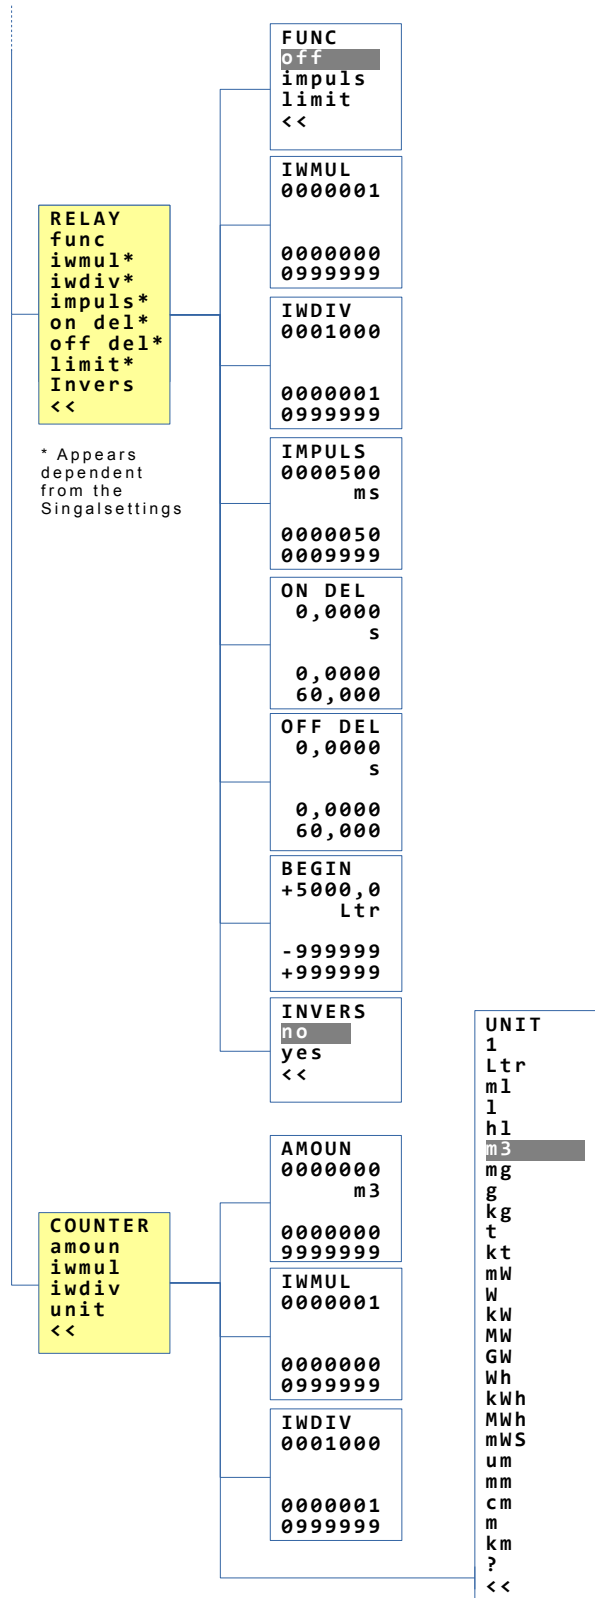 FUNC
off
impuls
limit
<<
IWMUL
0000001
0000000
0999999
RELAY
func
iwmul*
iwdiv*
impuls*
on del*
off del*
limit*
Invers
<<
IWDIV
0001000
0000001
0999999
* Appears
dependent
from the
Singalsettings
IMPULS
0000500
ms
0000050
0009999
ON DEL
0,0000
s
0,0000
60,000
OFF DEL
0,0000
s
0,0000
60,000
BEGIN
+5000,0
Ltr
-999999
+999999
INVERS
no
yes
<<
UNIT
1
Ltr
ml
l
hl
m3
mg
g
kg
t
kt
mW
W
kW
MW
GW
Wh
kWh
MWh
mWS
um
mm
cm
m
km
?
<<
AMOUN
0000000
m3
0000000
9999999
COUNTER
amoun
iwmul
iwdiv
unit
<<
IWMUL
0000001
0000000
0999999
IWDIV
0001000
0000001
0999999